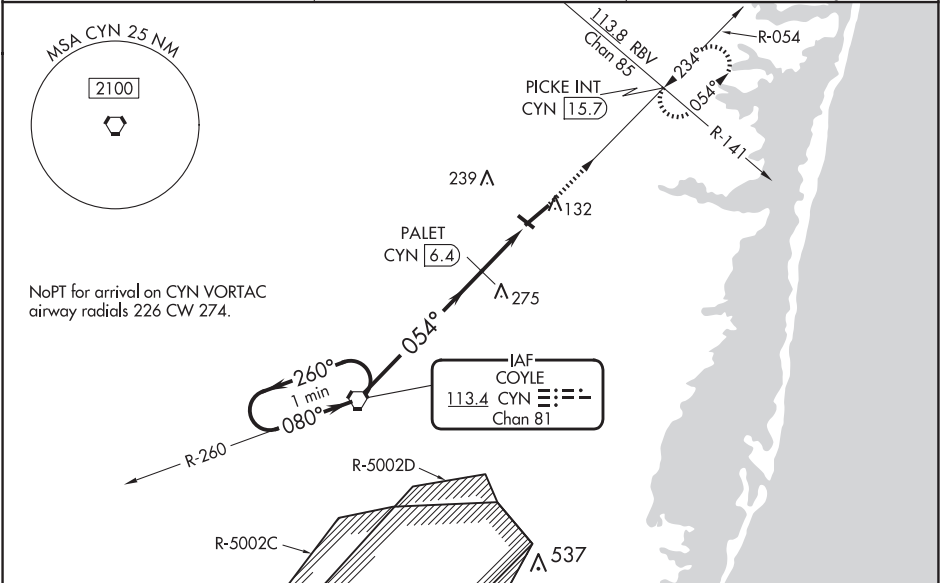 MSA CYN 25 NM
2100
113.8 RBV
Chan 85
R-054
234°
054°
PICKE INT
CYN 15.7
R-141
239
132
PALET
CYN 6.4
275
NoPT for arrival on CYN VORTAC
airway radials 226 CW 274.
054°
IAF
COYLE
113.4 CYN
Chan 81
260°
1 min
080°
R-260
R-5002D
R-5002C
537